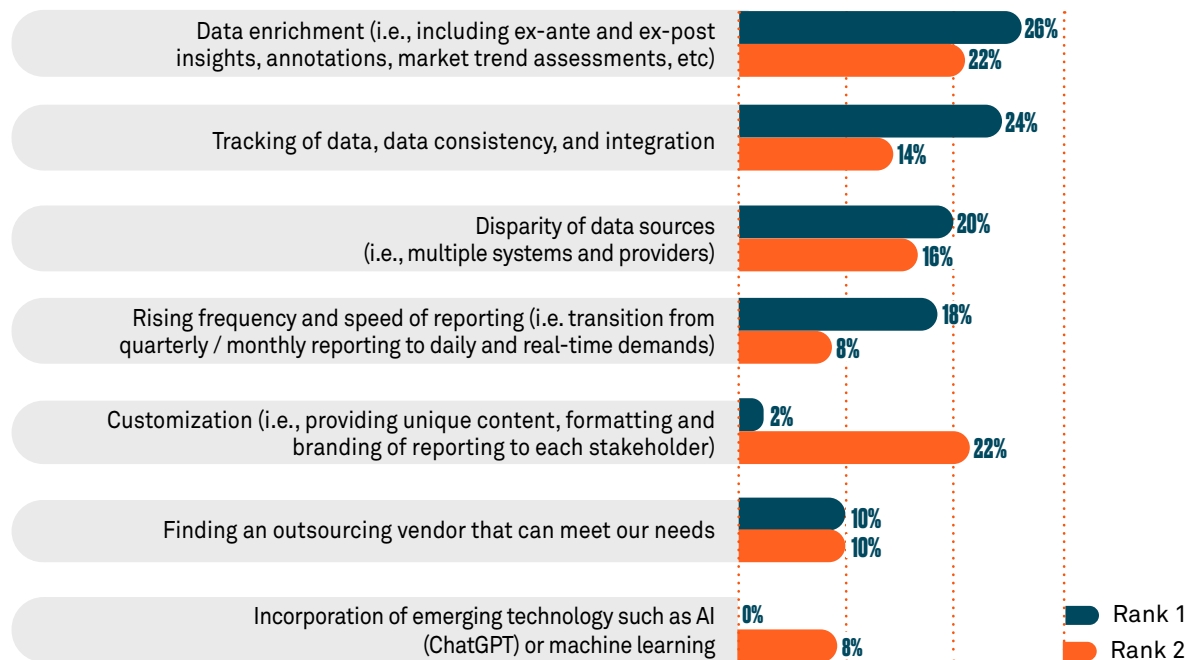 Data enrichment (i.e., including ex-ante and ex-post
insights, annotations, market trend assessments, etc)
26%
22%
Tracking of data, data consistency, and integration
24%
14%
Disparity of data sources
(i.e., multiple systems and providers)
20%
16%
Rising frequency and speed of reporting (i.e. transition from
quarterly / monthly reporting to daily and real-time demands)
18%
8%
Customization (i.e., providing unique content, formatting and
branding of reporting to each stakeholder)
2%
22%
Finding an outsourcing vendor that can meet our needs
10%
10%
Incorporation of emerging technology such as AI
(ChatGPT) or machine learning
0%
8%
Rank 1
Rank 2